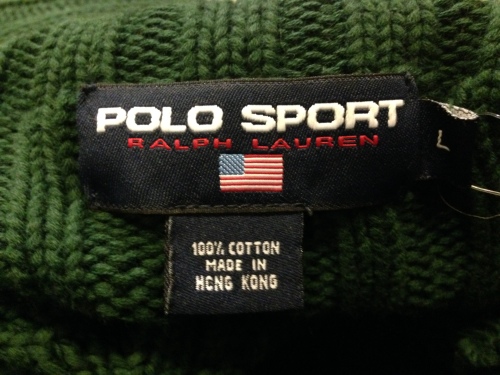 POLO SPORT
RALPH LAUREN
L
100% COTTON
MADE IN
HONG KONG